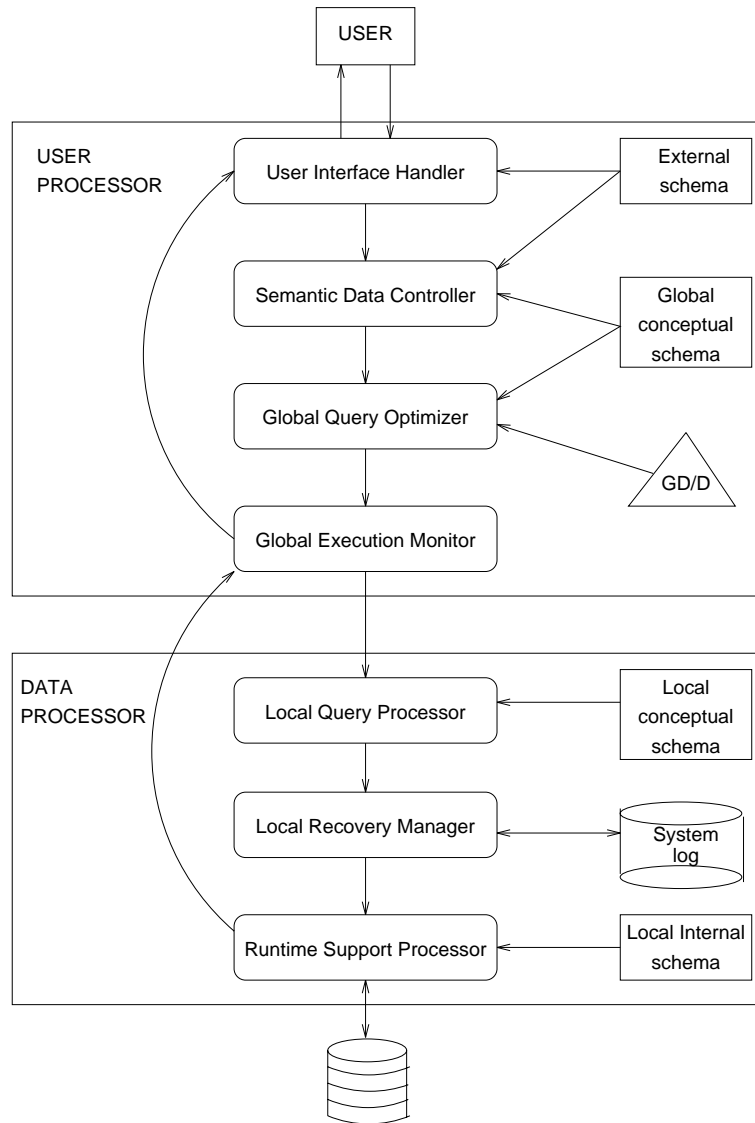 USER
USER
PROCESSOR
User Interface Handler
External
schema
Semantic Data Controller
Global
conceptual
schema
Global Query Optimizer
GD/D
Global Execution Monitor
DATA
PROCESSOR
Local Query Processor
Local
conceptual
schema
Local Recovery Manager
System
log
Runtime Support Processor
Local Internal
schema